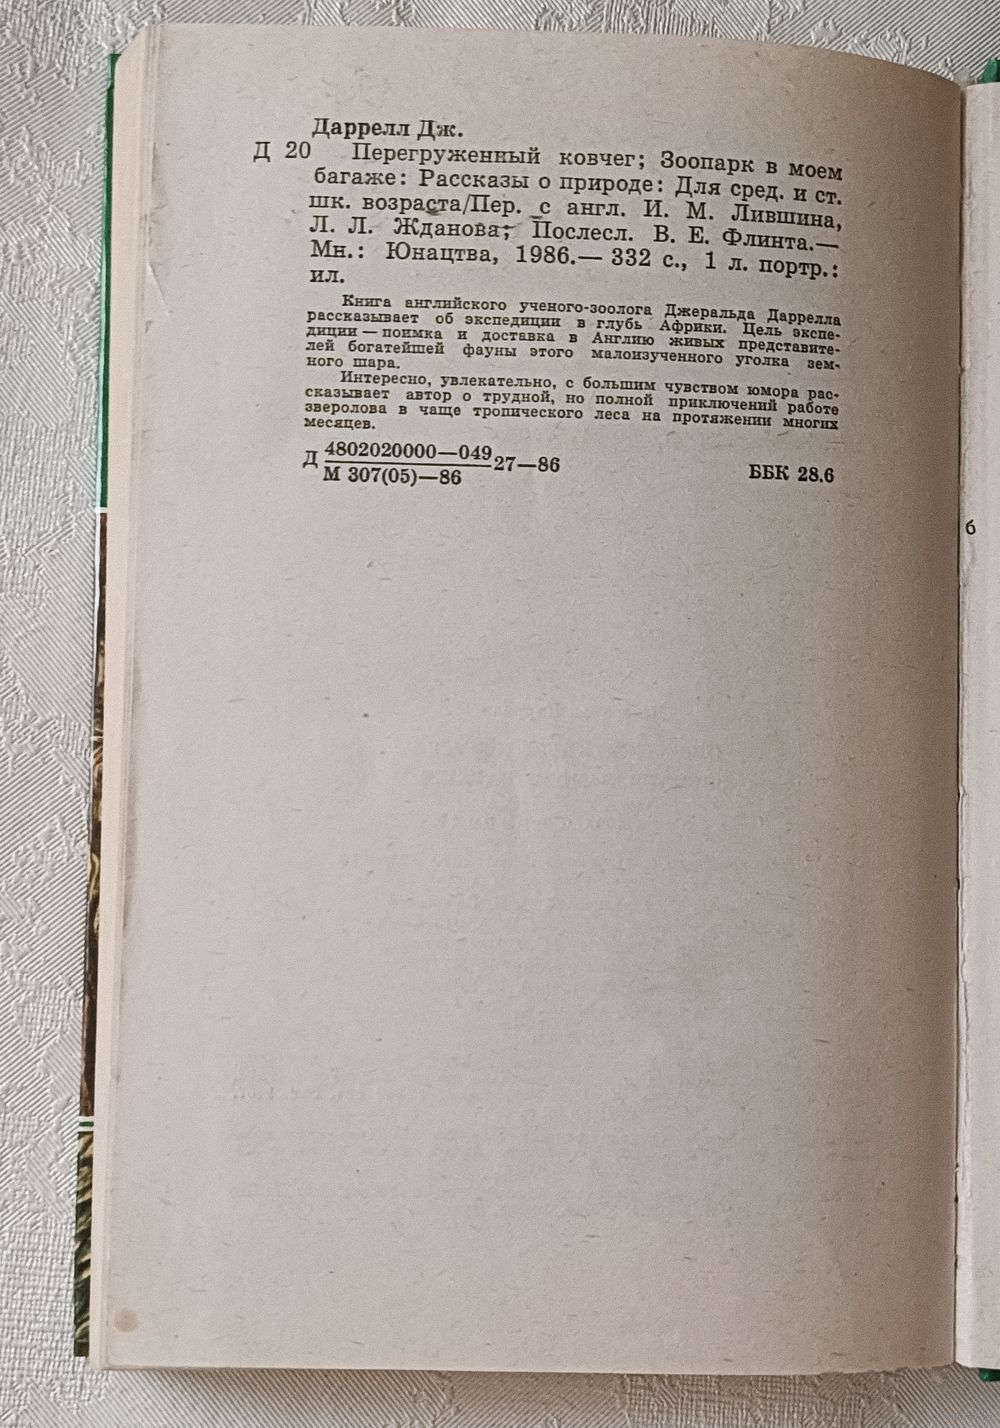 Даррелл Дж.
Д 20 Перегруженный ковчег; Зоопарк в моем
багаже: Рассказы о природе: Для сред. и ст.
шк. возраста/Пер. с англ. И. М. Лившина,
Л. Л. Жданова; Послесл. В. Е. Флинта.—
Мн.: Юнацтва, 1986.— 332 с., 1 л. портр.:
ил.
Книга английского ученого-зоолога Джеральда Даррелла
рассказывает об экспедиции в глубь Африки. Цель экспе-
диции — поимка и доставка в Англию живых представите-
лей богатейшей фауны этого малоизученного уголка зем-
ного шара.
Интересно, увлекательно, с большим чувством юмора рас-
сказывает автор о трудной, но полной приключений работе
зверолова в чаще тропического леса на протяжении многих
месяцев.
Д 4802020000—049 27—86
М 307(05)—86
ББК 28.6
б